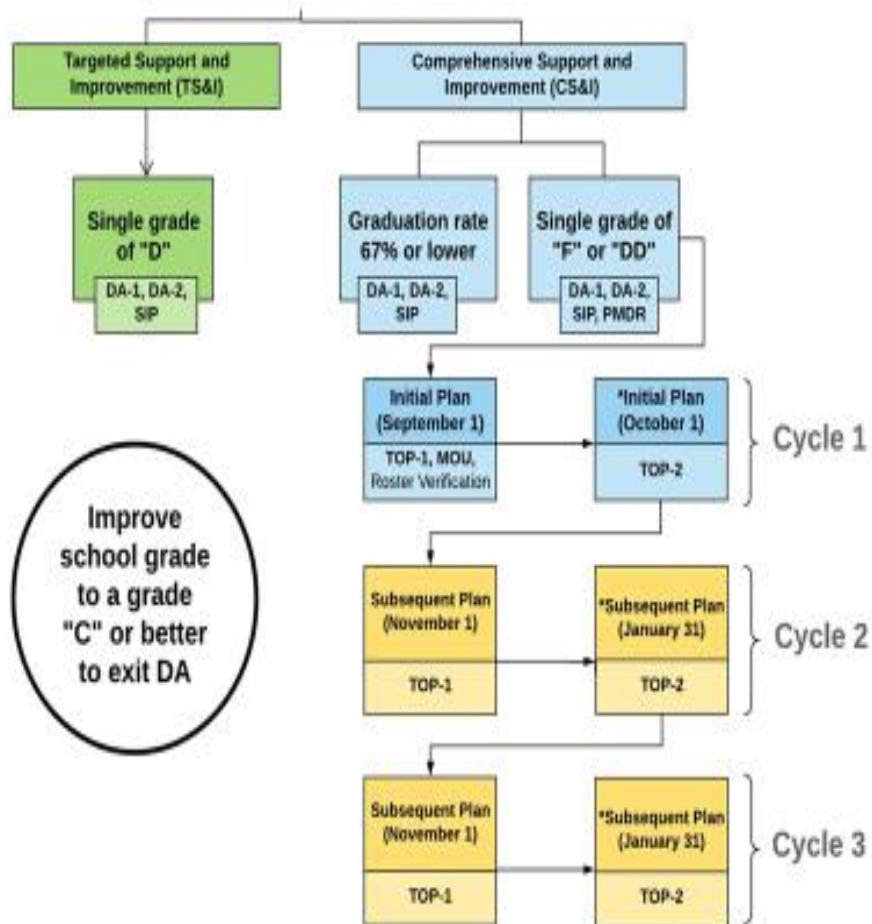 Targeted Support and
Improvement (TS&I)
Comprehensive Support and
Improvement (CS&I)
Single grade
of "D"
DA-1, DA-2,
SIP
Graduation rate
67% or lower
DA-1, DA-2,
SIP
Single grade of
"F" or "DD"
DA-1, DA-2,
SIP, PMDR
Initial Plan
(September 1)
TOP-1, MOU,
Roster Verification
*Initial Plan
(October 1)
TOP-2
Cycle 1
Improve
school grade
to a grade
"C" or better
to exit DA
Subsequent Plan
(November 1)
TOP-1
*Subsequent Plan
(January 31)
TOP-2
Cycle 2
Subsequent Plan
(November 1)
TOP-1
*Subsequent Plan
(January 31)
TOP-2
Cycle 3